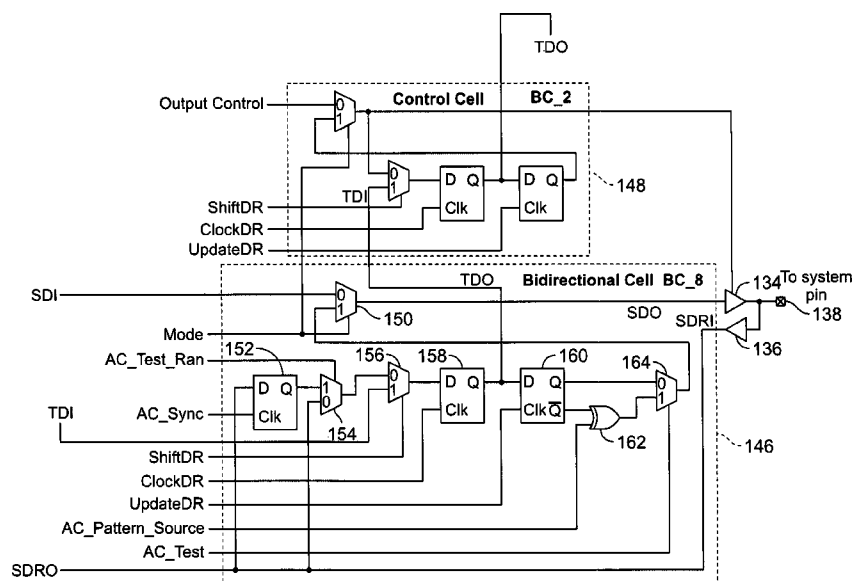 TDO
Output Control
0
1
Control Cell BC_2
0
1
TDI
D Q
Clk
D Q
Clk
148
ShiftDR
ClockDR
UpdateDR
TDO
Bidirectional Cell BC_8
134
To system
pin
138
SDI
0
1
150
SDO
SDRI
136
Mode
AC_Test_Ran
152
156
158
160
164
D Q
Clk
1
0
154
0
1
D Q
Clk
D Q
Clk Q
0
1
162
146
AC_Sync
TDI
ShiftDR
ClockDR
UpdateDR
AC_Pattern_Source
AC_Test
SDRO